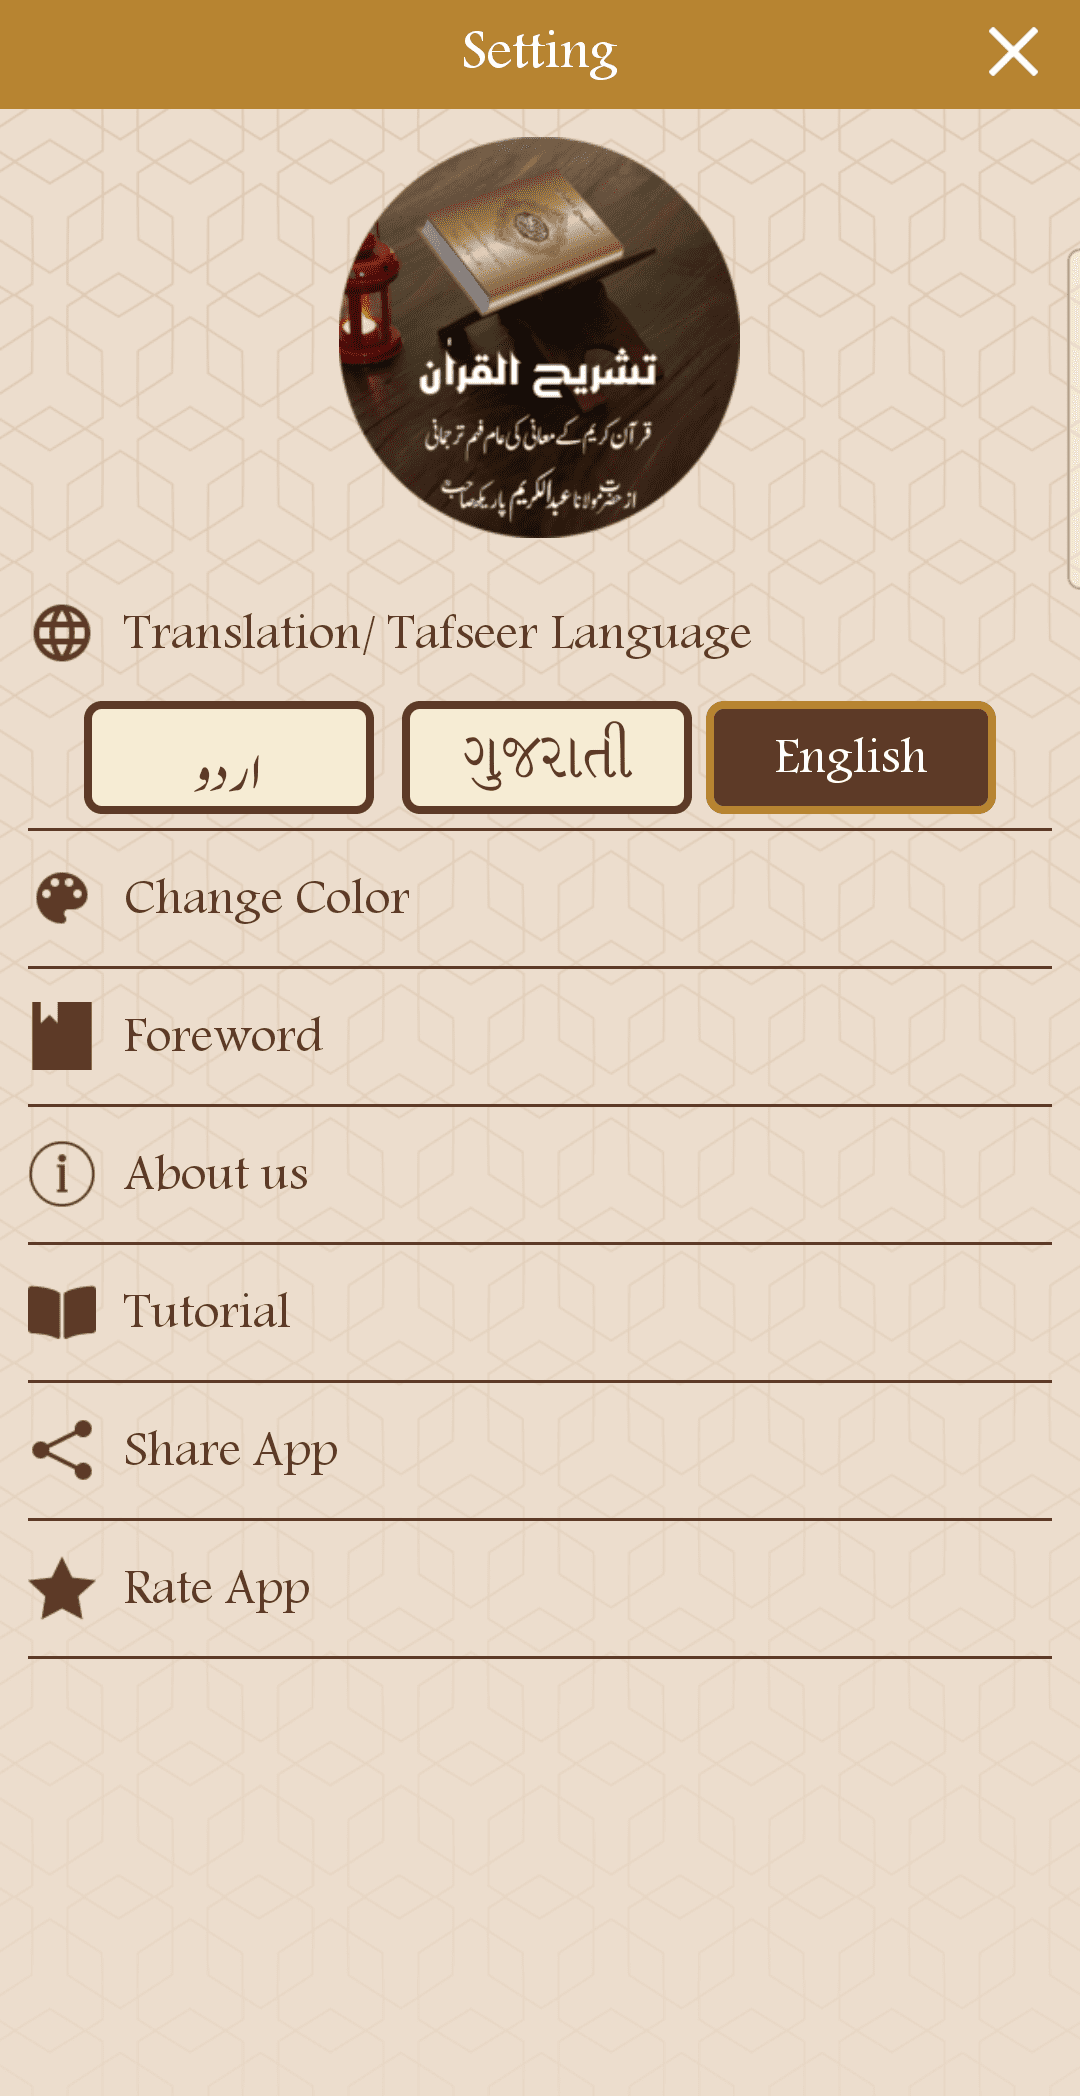 Setting
تشریح القرآن
قرآن کریم کے معانی کی عام فہم ترجمانی
از حضرت مولانا عبدالکریم پاریکھ صاحبؒ
Translation/ Tafseer Language
اردو
ગુજરાતી
English
Change Color
Foreword
About us
Tutorial
Share App
Rate App